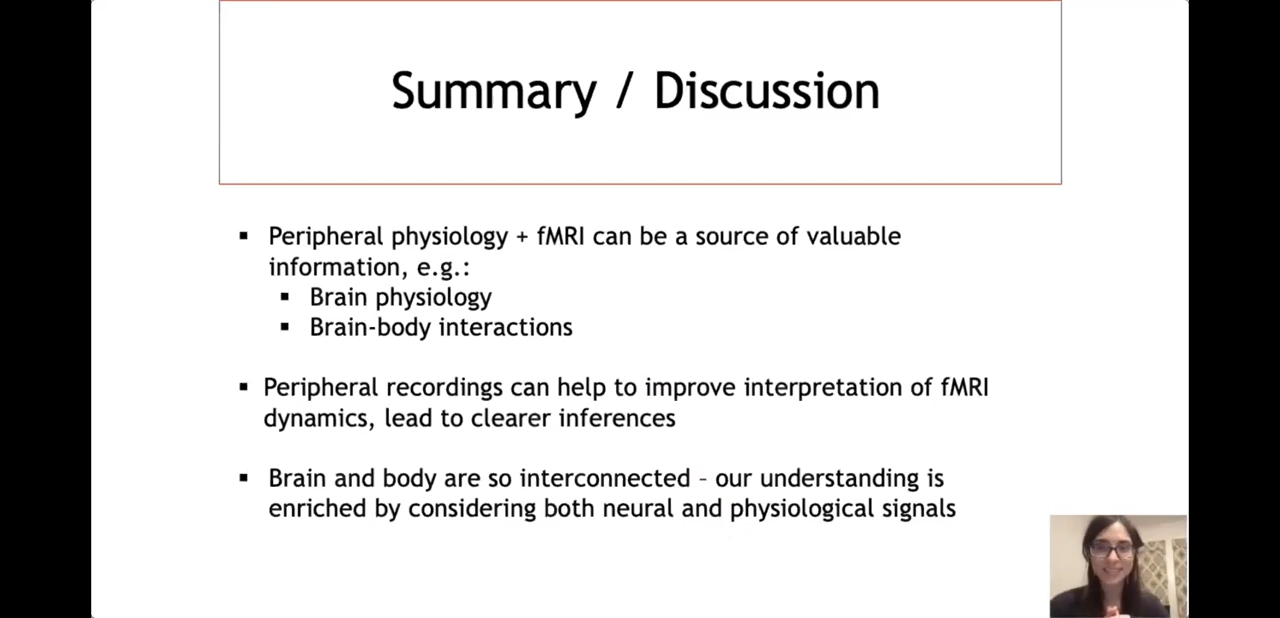 Summary / Discussion
▪ Peripheral physiology + fMRI can be a source of valuable
information, e.g.:
▪ Brain physiology
▪ Brain-body interactions
▪ Peripheral recordings can help to improve interpretation of fMRI
dynamics, lead to clearer inferences
▪ Brain and body are so interconnected – our understanding is
enriched by considering both neural and physiological signals